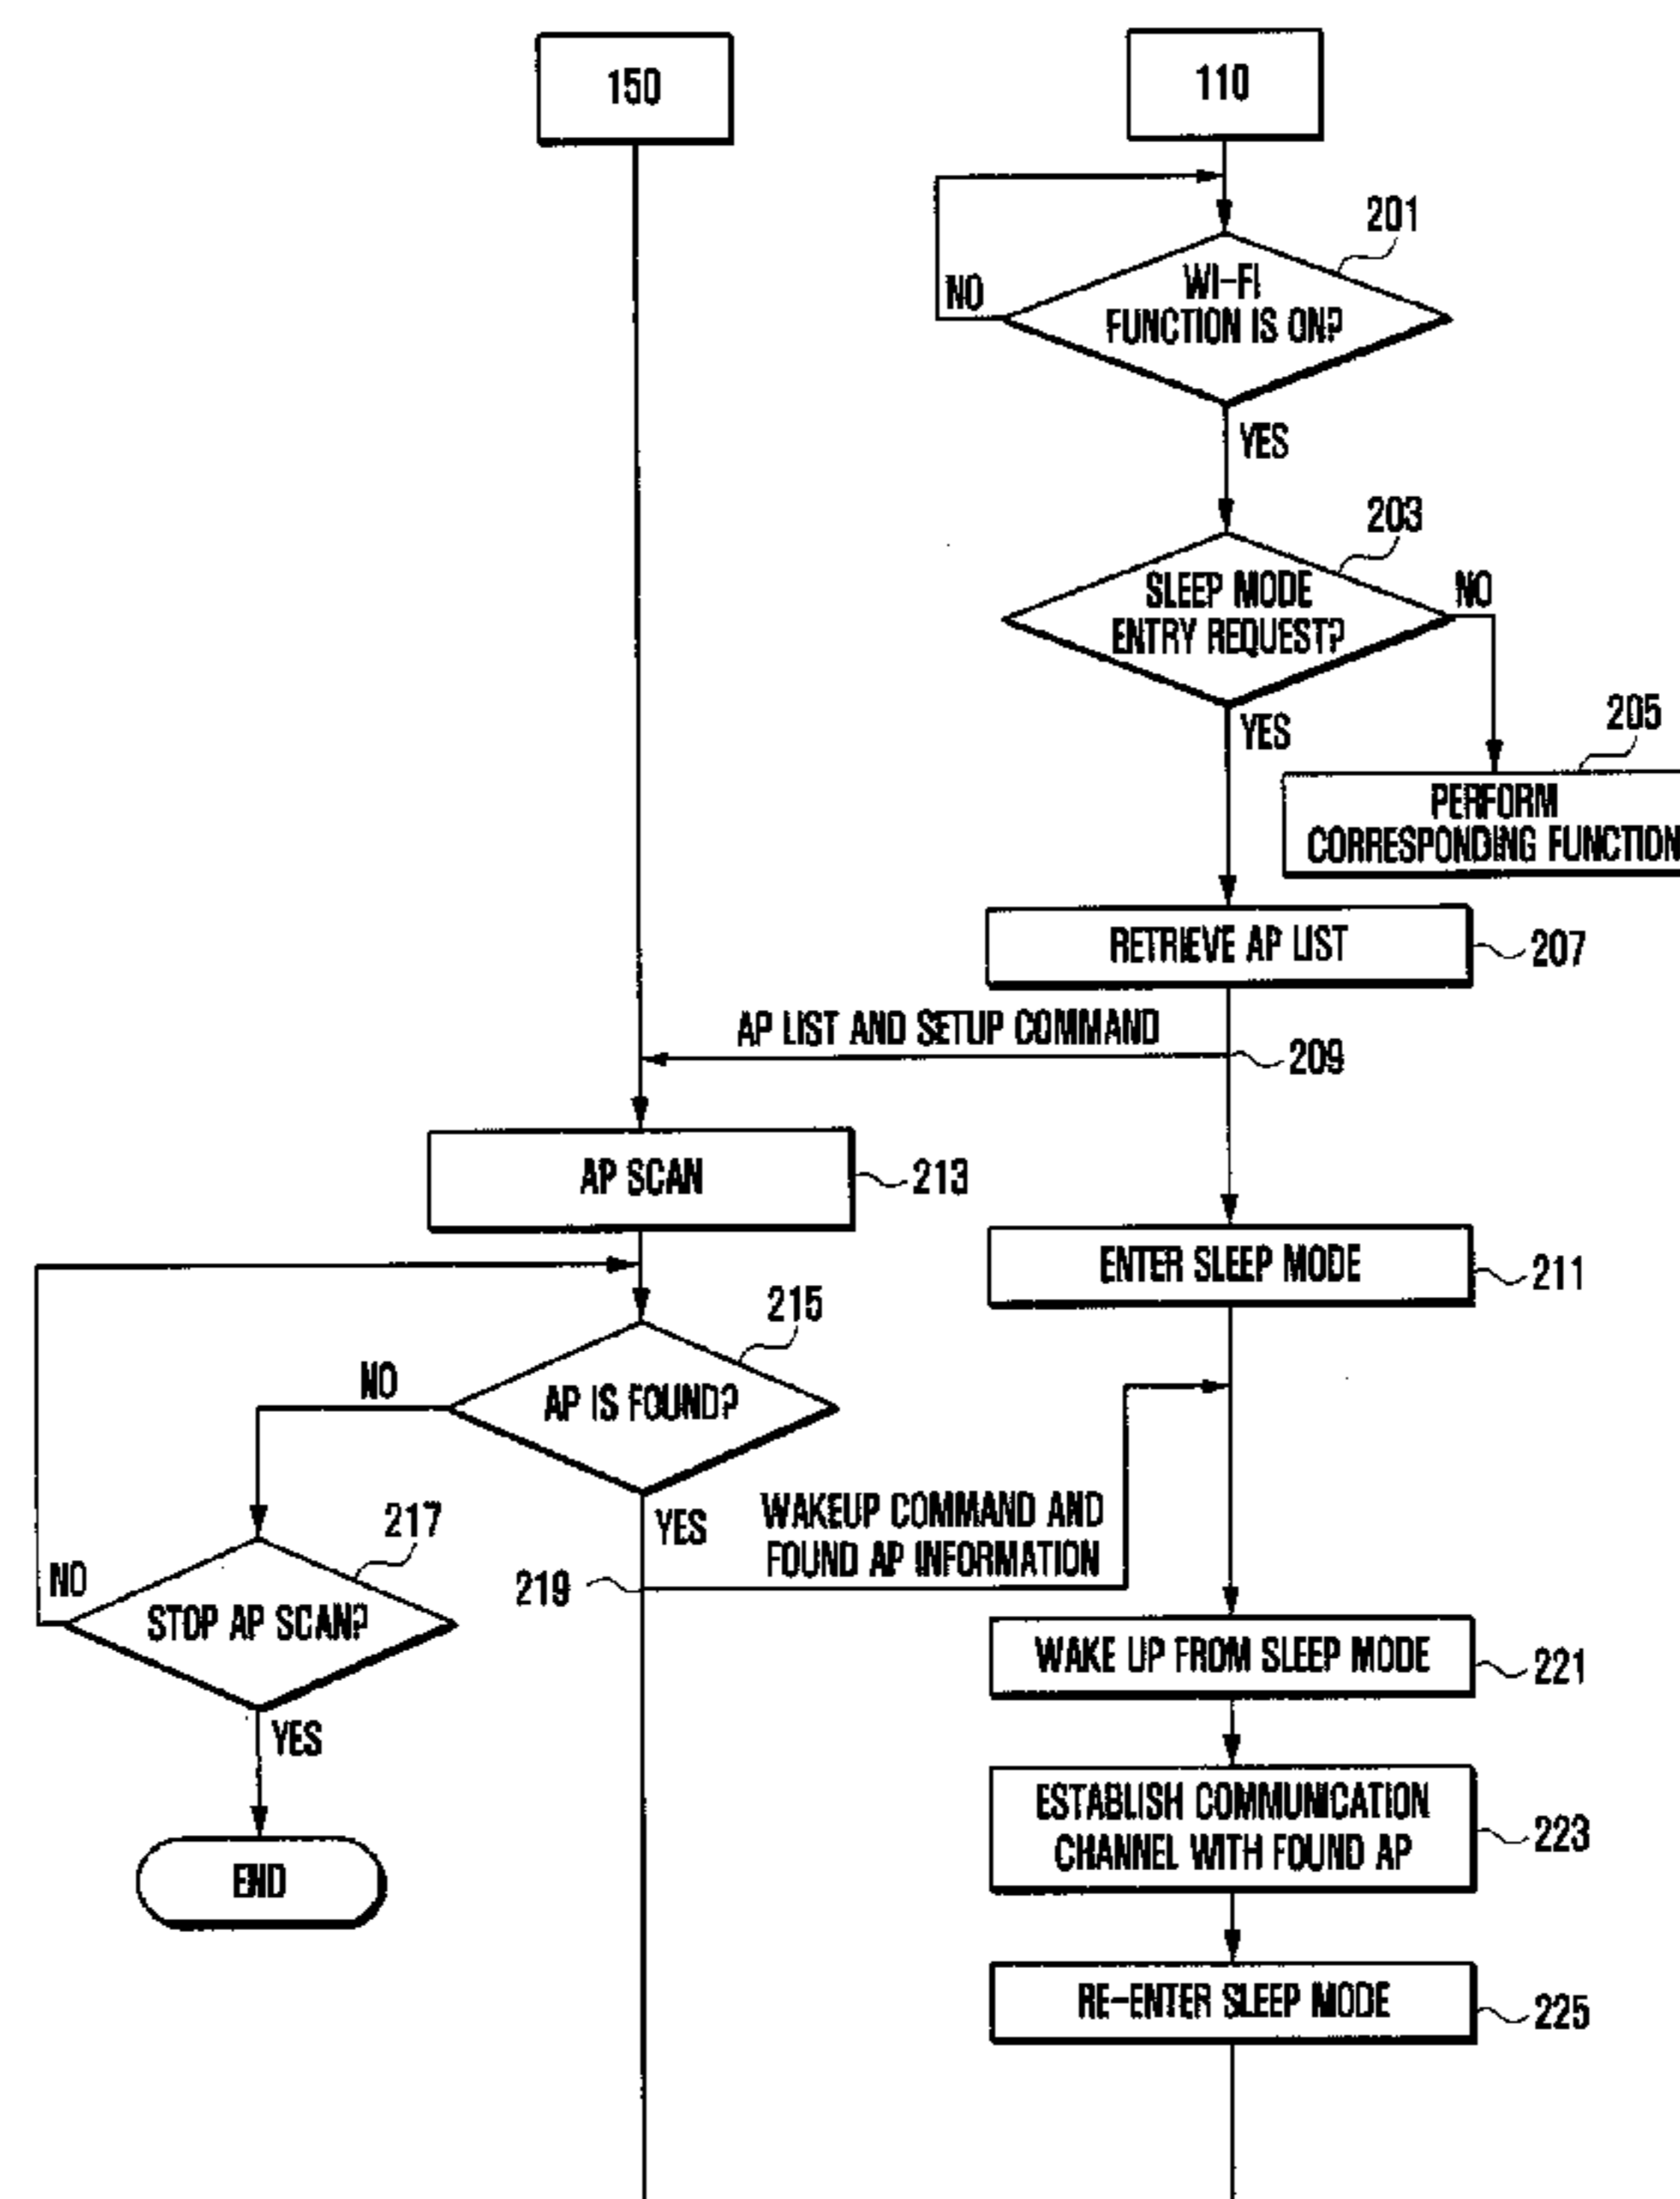 150
110
201
WI-FI
FUNCTION IS ON?
NO
YES
203
SLEEP MODE
ENTRY REQUEST?
NO
YES
205
PERFORM
CORRESPONDING FUNCTION
RETRIEVE AP LIST
207
AP LIST AND SETUP COMMAND
209
AP SCAN
213
ENTER SLEEP MODE
211
215
AP IS FOUND?
NO
YES
WAKEUP COMMAND AND
FOUND AP INFORMATION
219
217
STOP AP SCAN?
NO
YES
END
WAKE UP FROM SLEEP MODE
221
ESTABLISH COMMUNICATION
CHANNEL WITH FOUND AP
223
RE-ENTER SLEEP MODE
225